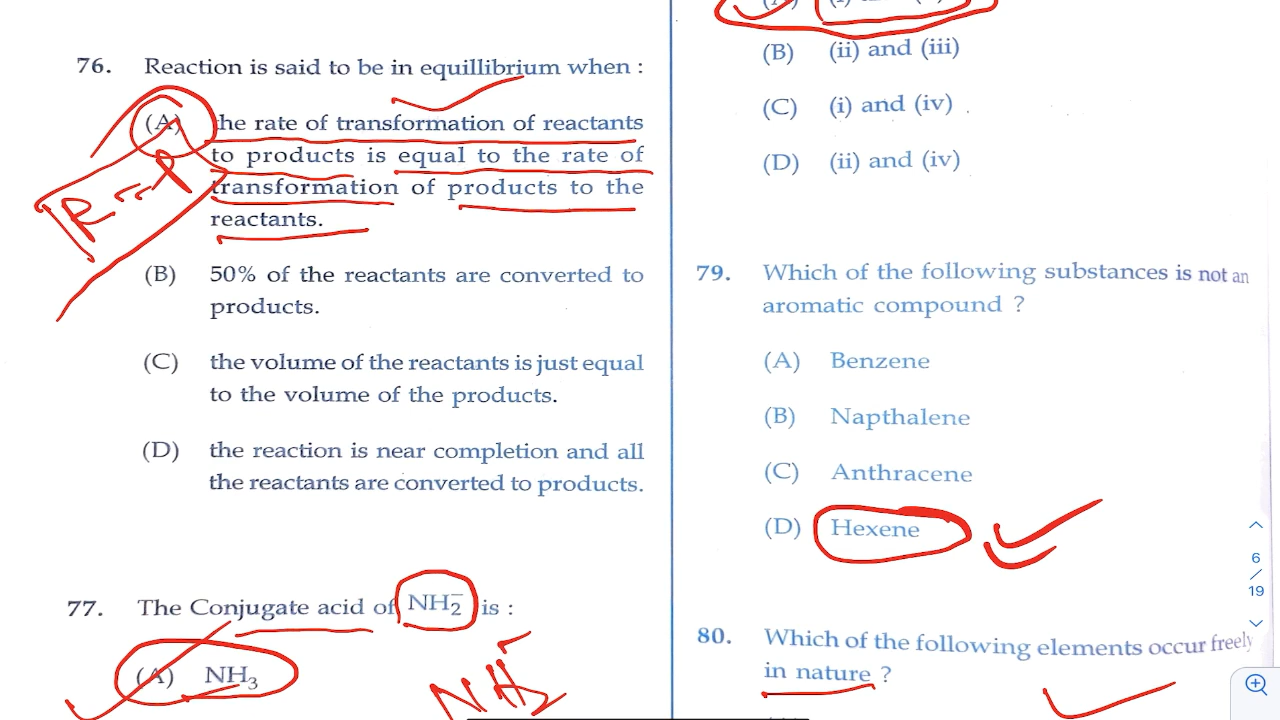 76. Reaction is said to be in equillibrium when :
(A) the rate of transformation of reactants
to products is equal to the rate of
transformation of products to the
reactants.
(B) 50% of the reactants are converted to
products.
(C) the volume of the reactants is just equal
to the volume of the products.
(D) the reaction is near completion and all
the reactants are converted to products.
77. The Conjugate acid of NH₂⁻ is :
(A) NH₃
NH₂⁻
(B) (ii) and (iii)
(C) (i) and (iv)
(D) (ii) and (iv)
79. Which of the following substances is not an
aromatic compound ?
(A) Benzene
(B) Napthalene
(C) Anthracene
(D) Hexene
80. Which of the following elements occur freely
in nature ?
6
/
19